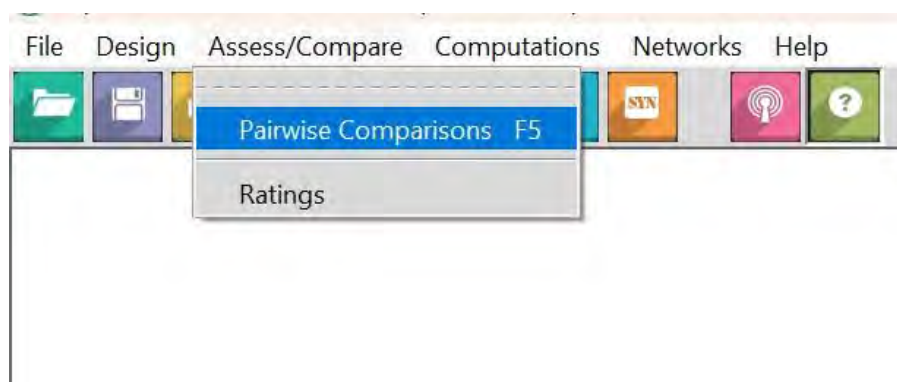 File Design Assess/Compare Computations Networks Help
SYN ?
Pairwise Comparisons F5
Ratings